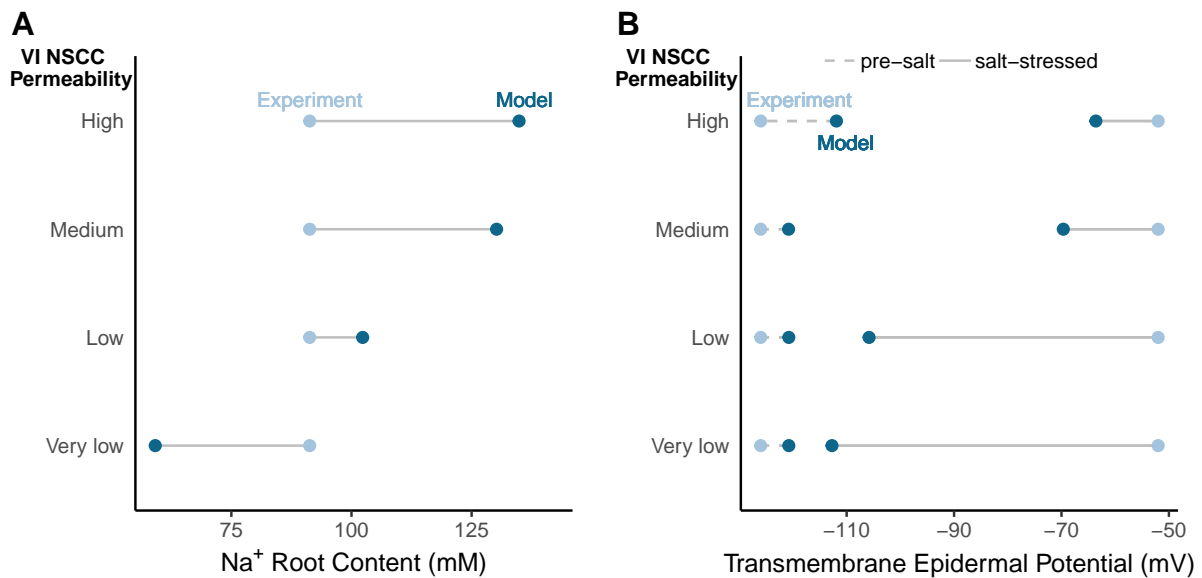 A
VI NSCC
Permeability
Experiment
Model
High
Medium
Low
Very low
75
100
125
Na⁺ Root Content (mM)
B
VI NSCC
Permeability
pre−salt
salt−stressed
Experiment
High
Model
Medium
Low
Very low
−110
−90
−70
−50
Transmembrane Epidermal Potential (mV)